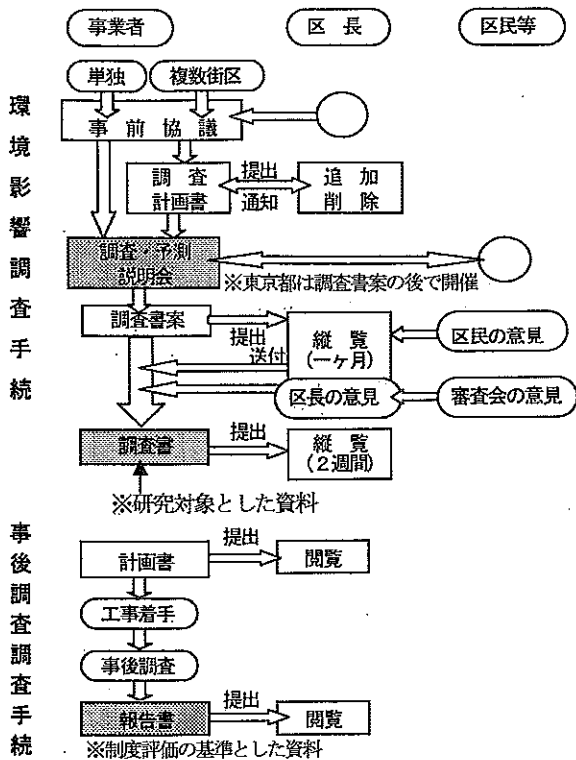 事業者
区 長
区民等
単独
複数街区
環境影響調査手続
事 前 協 議
調 査
計画書
提出
通知
追 加
削 除
調査・予測
説明会
※東京都は調査書案の後で開催
調査書案
提出
送付
縦 覧
(一ヶ月)
区民の意見
区長の意見
審査会の意見
調査書
提出
縦 覧
(2週間)
※研究対象とした資料
事後調査調査手続
計画書
提出
閲覧
工事着手
事後調査
報告書
提出
閲覧
※制度評価の基準とした資料